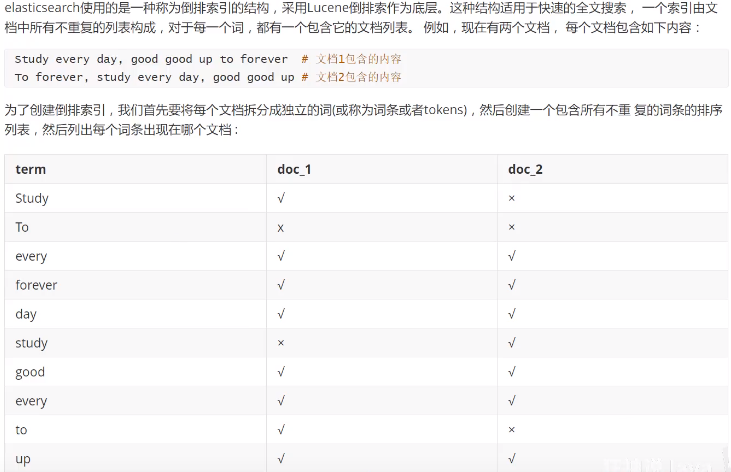 elasticsearch使用的是一种称为倒排索引的结构，采用Lucene倒排索作为底层。这种结构适用于快速的全文搜索， 一个索引由文
中所有不重复的列表构成，对于每一个词，都有一个包含它的文档列表。 例如，现在有两个文档， 每个文档包含如下内容：
Study every day, good good up to forever # 文档1包含的内容
To forever, study every day, good good up # 文档2包含的内容
为了创建倒排索引，我们首先要将每个文档拆分成独立的词(或称为词条或者tokens)，然后创建一个包含所有不重 复的词条的排序
列表，然后列出每个词条出现在哪个文档：
term doc_1 doc_2
Study √ ×
To x ×
every √ √
forever √ √
day √ √
study × √
good √ √
every √ √
to √ ×
up √ √